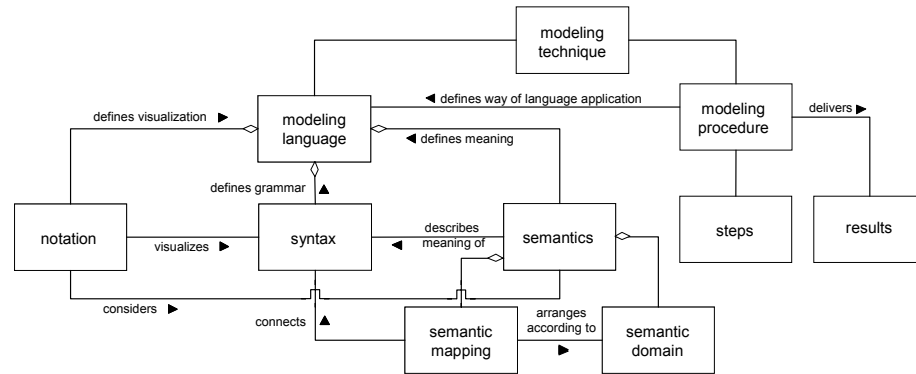 modeling
technique
◄ defines way of language application
modeling
procedure
delivers ►
defines visualization ►
modeling
language
◄ defines meaning
defines grammar ▲
notation
visualizes ►
syntax
describes
meaning of
◄
semantics
steps
results
considers ►
connects ▲
semantic
mapping
arranges
according to
►
semantic
domain